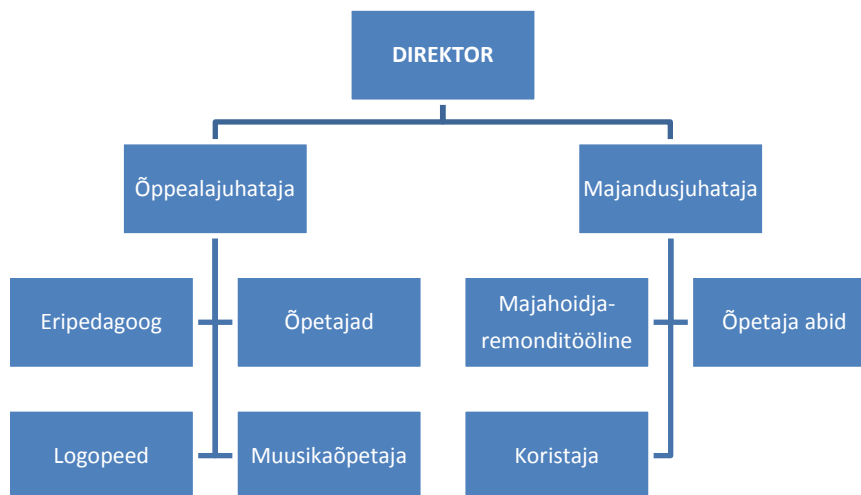 DIREKTOR
Õppealajuhataja
Majandusjuhataja
Eripedagoog
Õpetajad
Majahoidja-
remonditööline
Õpetaja abid
Logopeed
Muusikaõpetaja
Koristaja